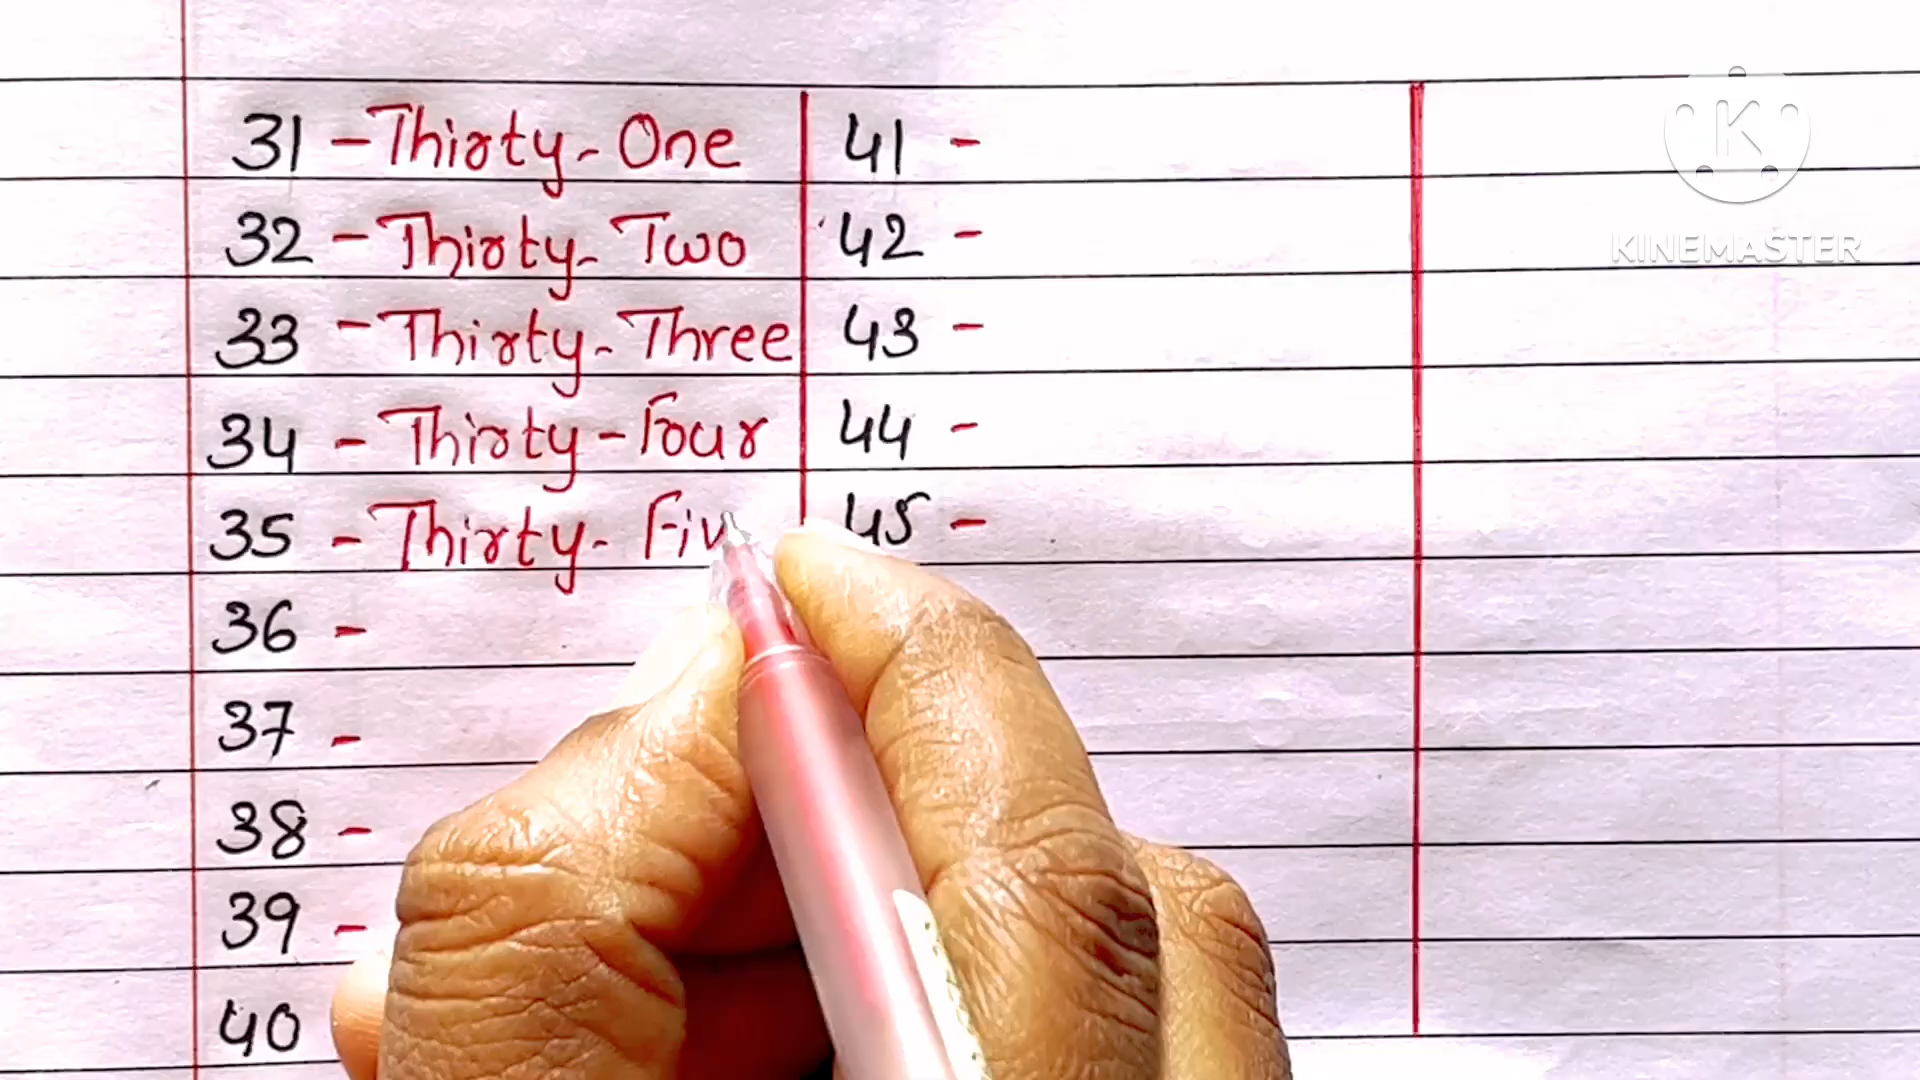 31 - Thirty - One
32 - Thirty - Two
33 - Thirty - Three
34 - Thirty - Four
35 - Thirty - Fiv
36 -
37 -
38 -
39 -
40
41 -
42 -
43 -
44 -
45 -
K
KINEMASTER